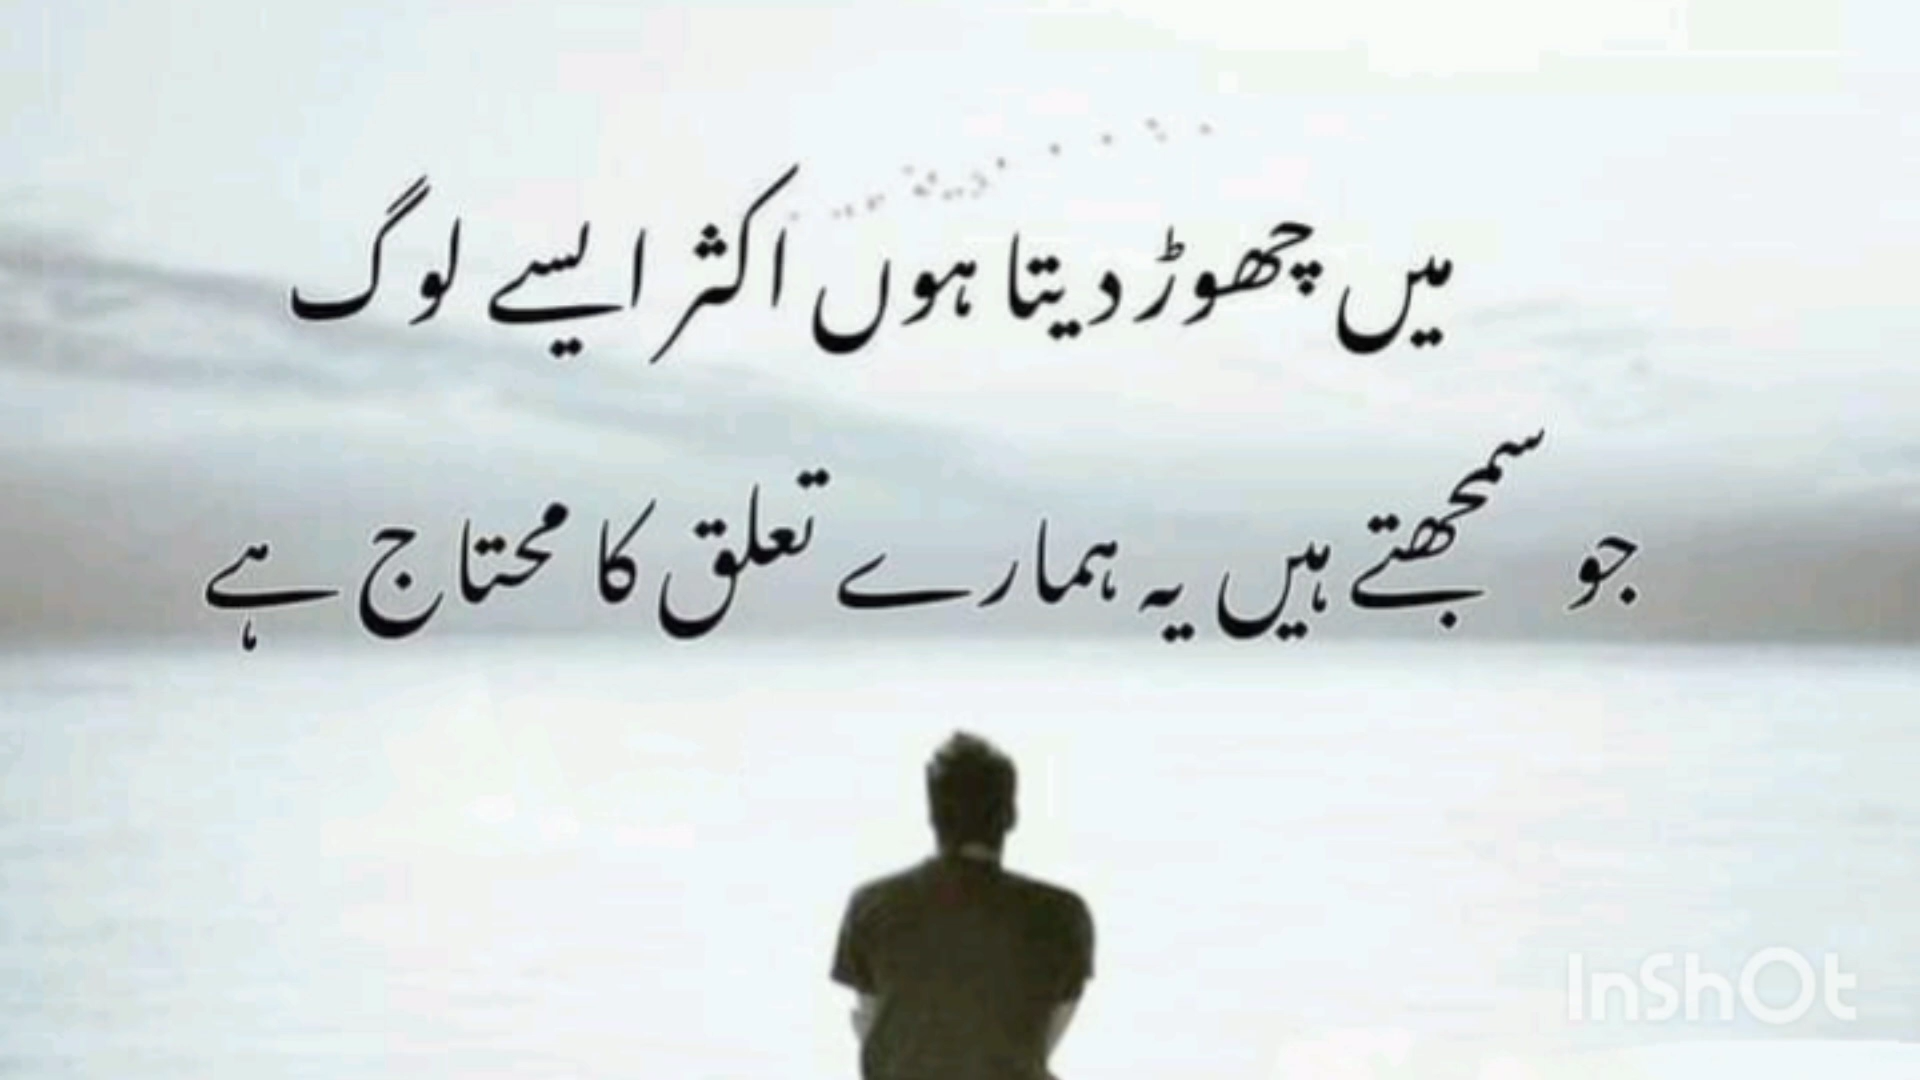 میں چھوڑ دیتا ہوں اکثر ایسے لوگ
جو سمجھتے ہیں یہ ہمارے تعلق کا محتاج ہے
InShOt